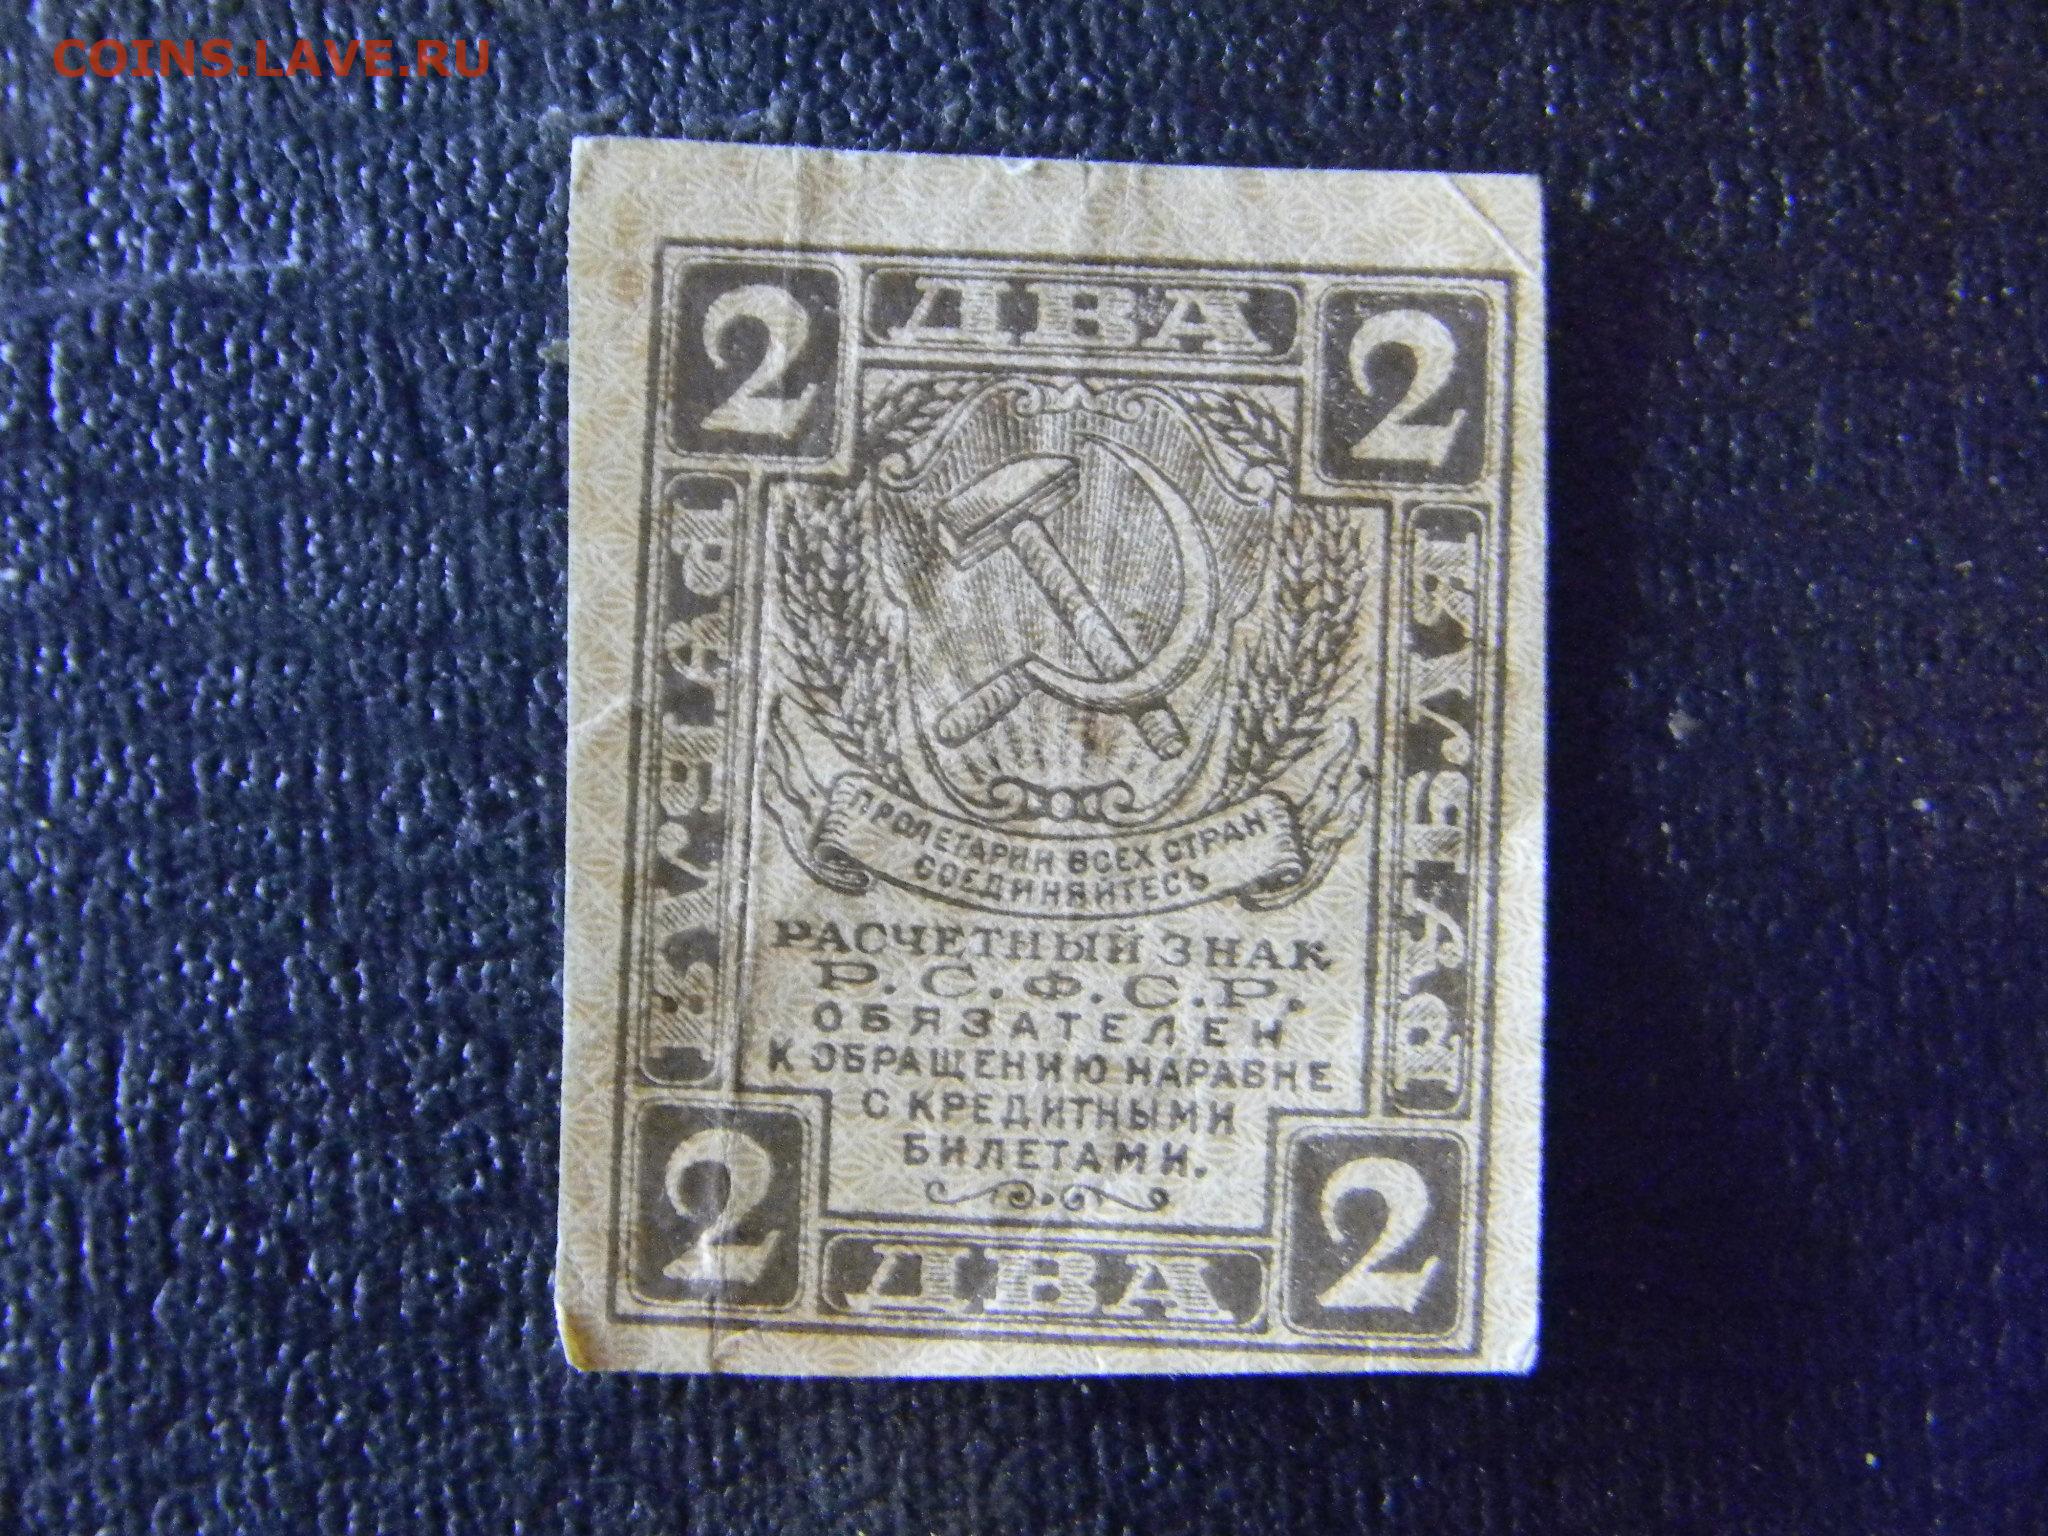 COINS.LAVE.RU
2 ДВА 2
РУБЛЯ
РУБЛЯ
ПРОЛЕТАРИИ ВСЕХ СТРАН
СОЕДИНЯЙТЕСЬ
РАСЧЕТНЫЙ ЗНАК
Р.С.Ф.С.Р.
ОБЯЗАТЕЛЕН
К ОБРАЩЕНИЮ НАРАВНЕ
С КРЕДИТНЫМИ
БИЛЕТАМИ.
2 ДВА 2